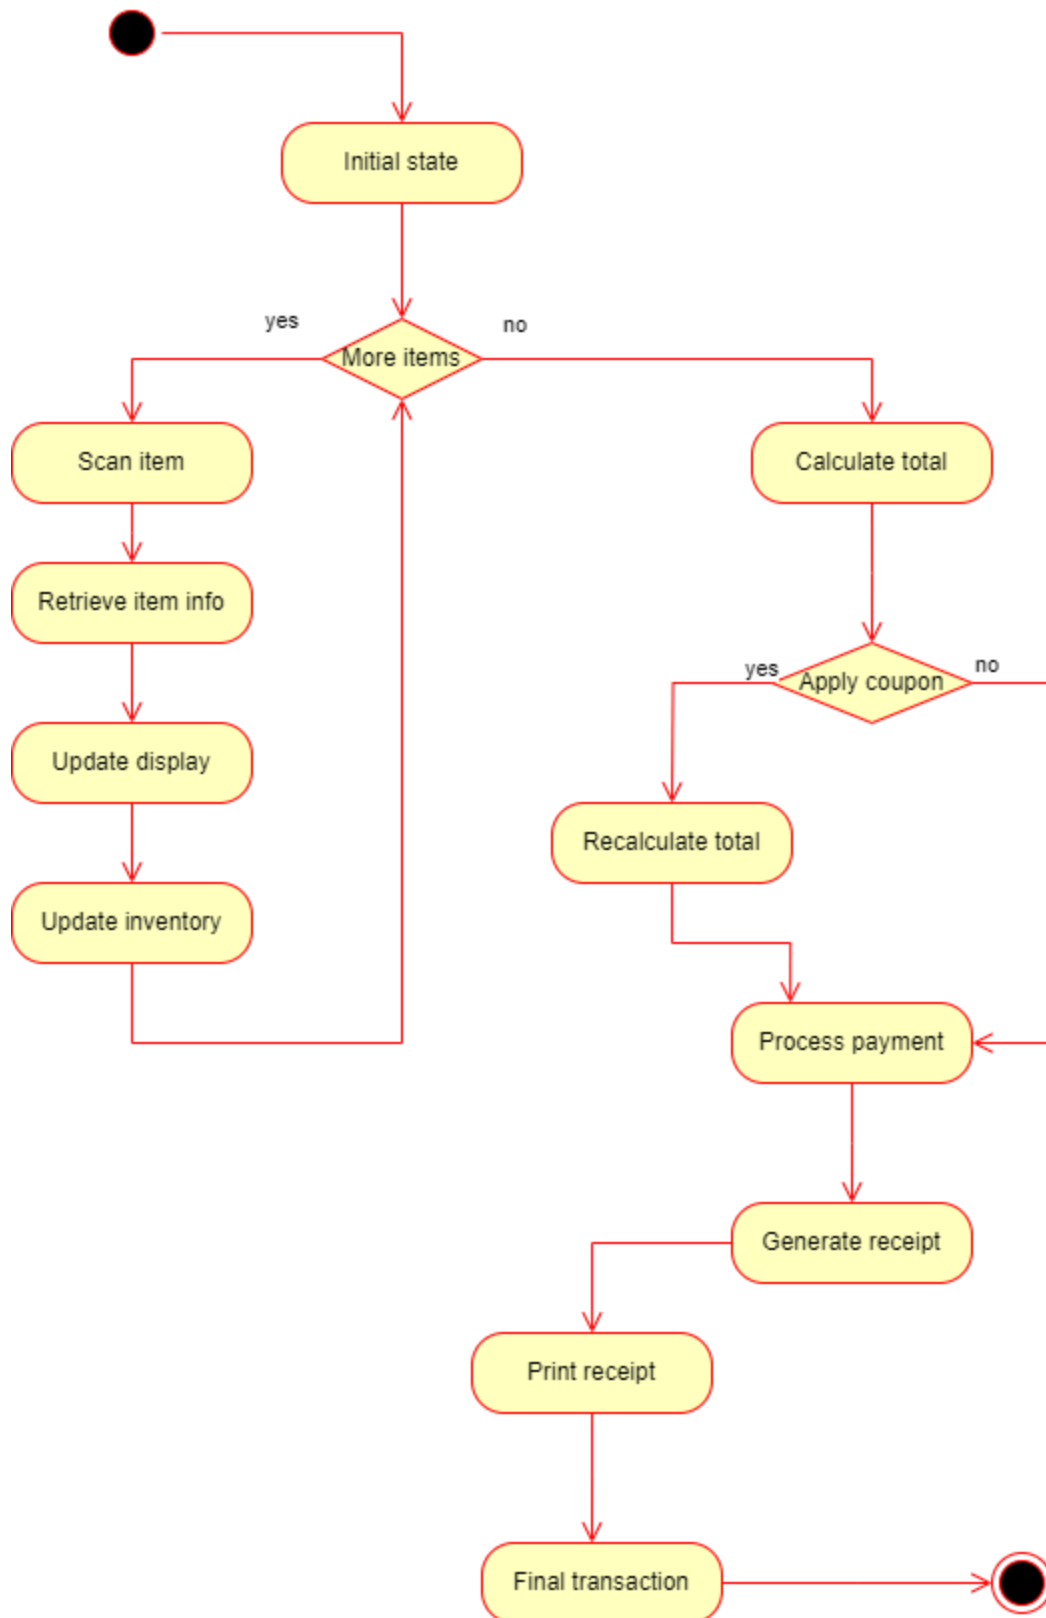 Initial state
yes
no
More items
Scan item
Calculate total
Retrieve item info
yes
no
Apply coupon
Update display
Recalculate total
Update inventory
Process payment
Generate receipt
Print receipt
Final transaction